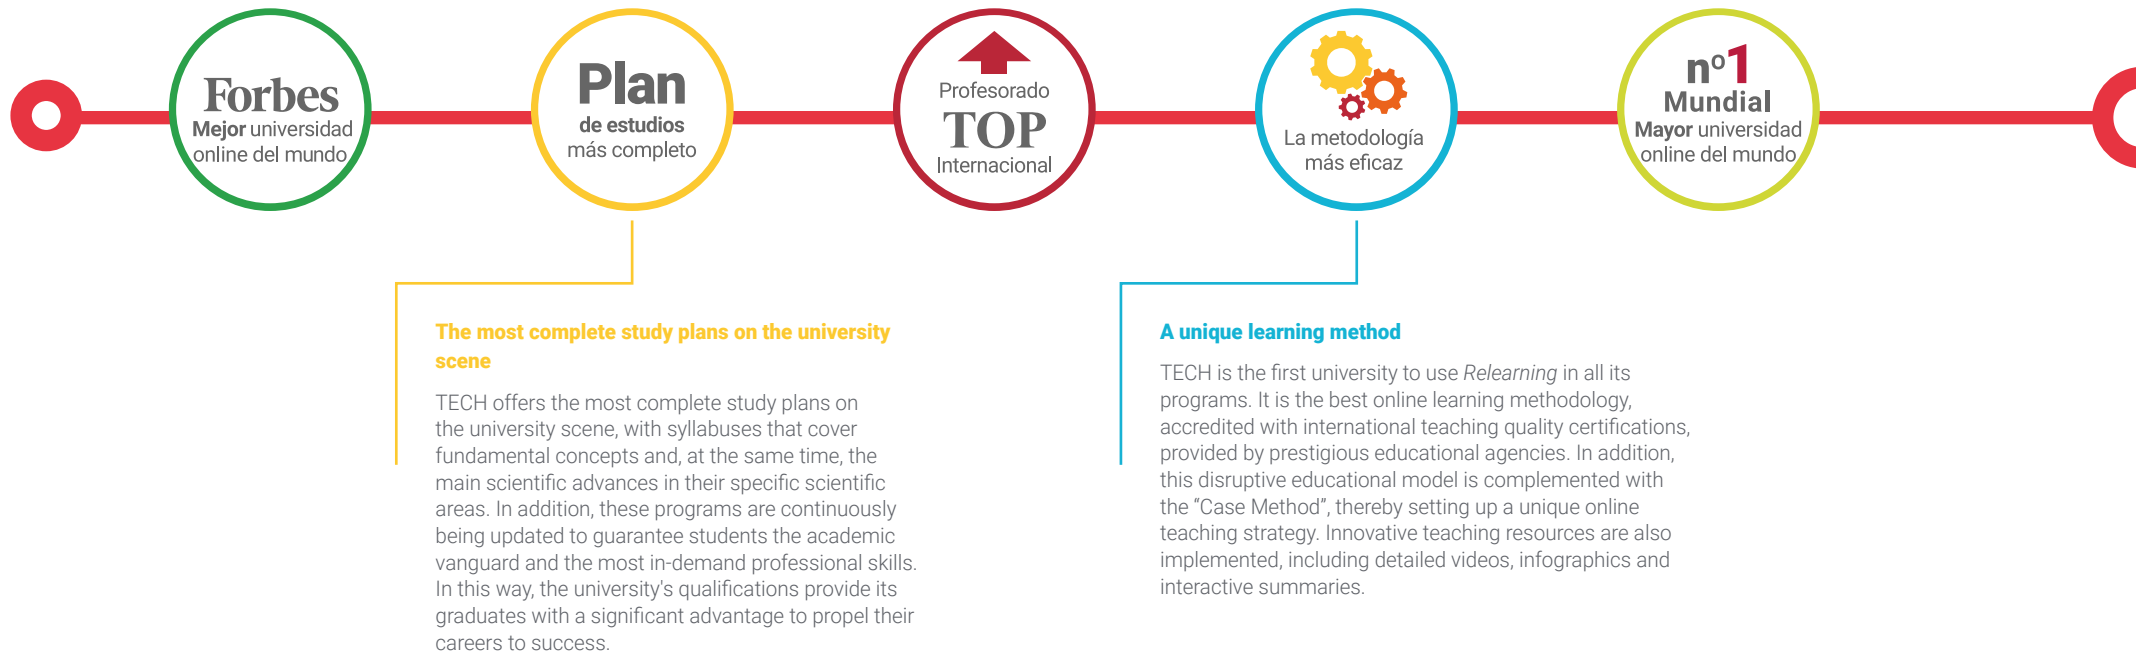 Forbes
Mejor universidad
online del mundo
Plan
de estudios
más completo
Profesorado
TOP
Internacional
La metodología
más eficaz
nº1
Mundial
Mayor universidad
online del mundo
The most complete study plans on the university
scene
TECH offers the most complete study plans on
the university scene, with syllabuses that cover
fundamental concepts and, at the same time, the
main scientific advances in their specific scientific
areas. In addition, these programs are continuously
being updated to guarantee students the academic
vanguard and the most in-demand professional skills.
In this way, the university's qualifications provide its
graduates with a significant advantage to propel their
careers to success.
A unique learning method
TECH is the first university to use Relearning in all its
programs. It is the best online learning methodology,
accredited with international teaching quality certifications,
provided by prestigious educational agencies. In addition,
this disruptive educational model is complemented with
the “Case Method”, thereby setting up a unique online
teaching strategy. Innovative teaching resources are also
implemented, including detailed videos, infographics and
interactive summaries.